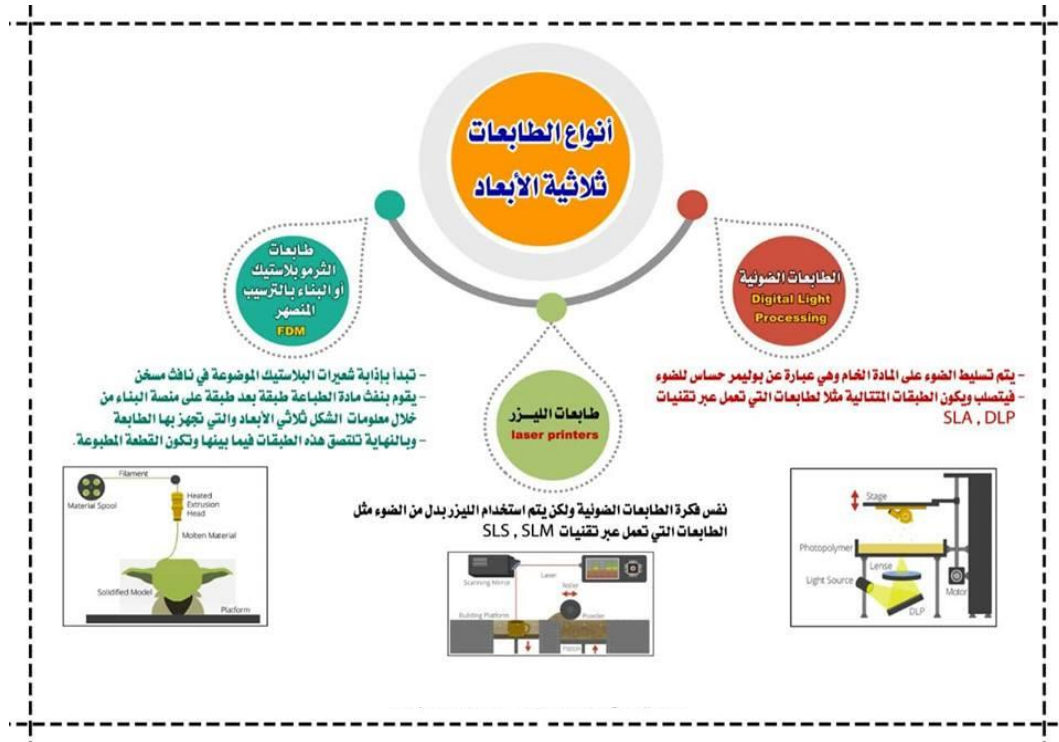 أنواع الطابعات
ثلاثية الأبعاد
الطابعات الضوئية
Digital Light
Processing
- يتم تسليط الضوء على المادة الخام وهي عبارة عن بوليمر حساس للضوء
فيتصلب ويكون الطبقات المتتالية مثلا لطابعات التي تعمل عبر تقنيات
SLA , DLP
Stage
Photopolymer
Lense
Light Source
Motor
DLP
طابعات الليزر
laser printers
نفس فكرة الطابعات الضوئية ولكن يتم استخدام الليزر بدل من الضوء مثل
الطابعات التي تعمل عبر تقنيات SLS , SLM
Scanning Mirror
Laser
Roller
Building Platform
Powder
Piston
طابعات
الثرموبلاستيك
أو البناء بالترسيب
المنصهر
FDM
- تبدأ بإذابة شعيرات البلاستيك الموضوعة في نافث مسخن
يقوم بنفث مادة الطباعة طبقة بعد طبقة على منصة البناء من
خلال معلومات الشكل ثلاثي الأبعاد والتي تجهز بها الطابعة
- وبالنهاية تلتصق هذه الطبقات فيما بينها وتكون القطعة المطبوعة.
Filament
Material Spool
Heated
Extrusion
Head
Molten Material
Solidified Model
Platform